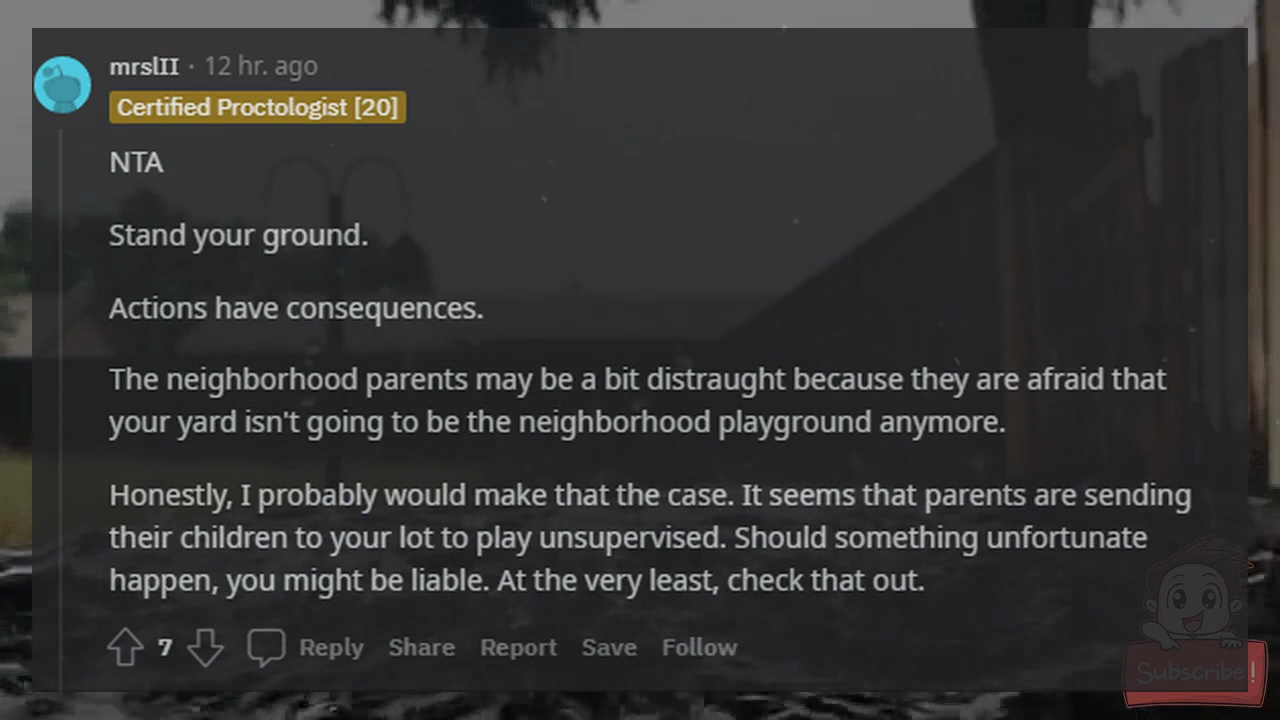 mrslII · 12 hr. ago
Certified Proctologist [20]
NTA
Stand your ground.
Actions have consequences.
The neighborhood parents may be a bit distraught because they are afraid that
your yard isn't going to be the neighborhood playground anymore.
Honestly, I probably would make that the case. It seems that parents are sending
their children to your lot to play unsupervised. Should something unfortunate
happen, you might be liable. At the very least, check that out.
7 Reply Share Report Save Follow
Subscribe!